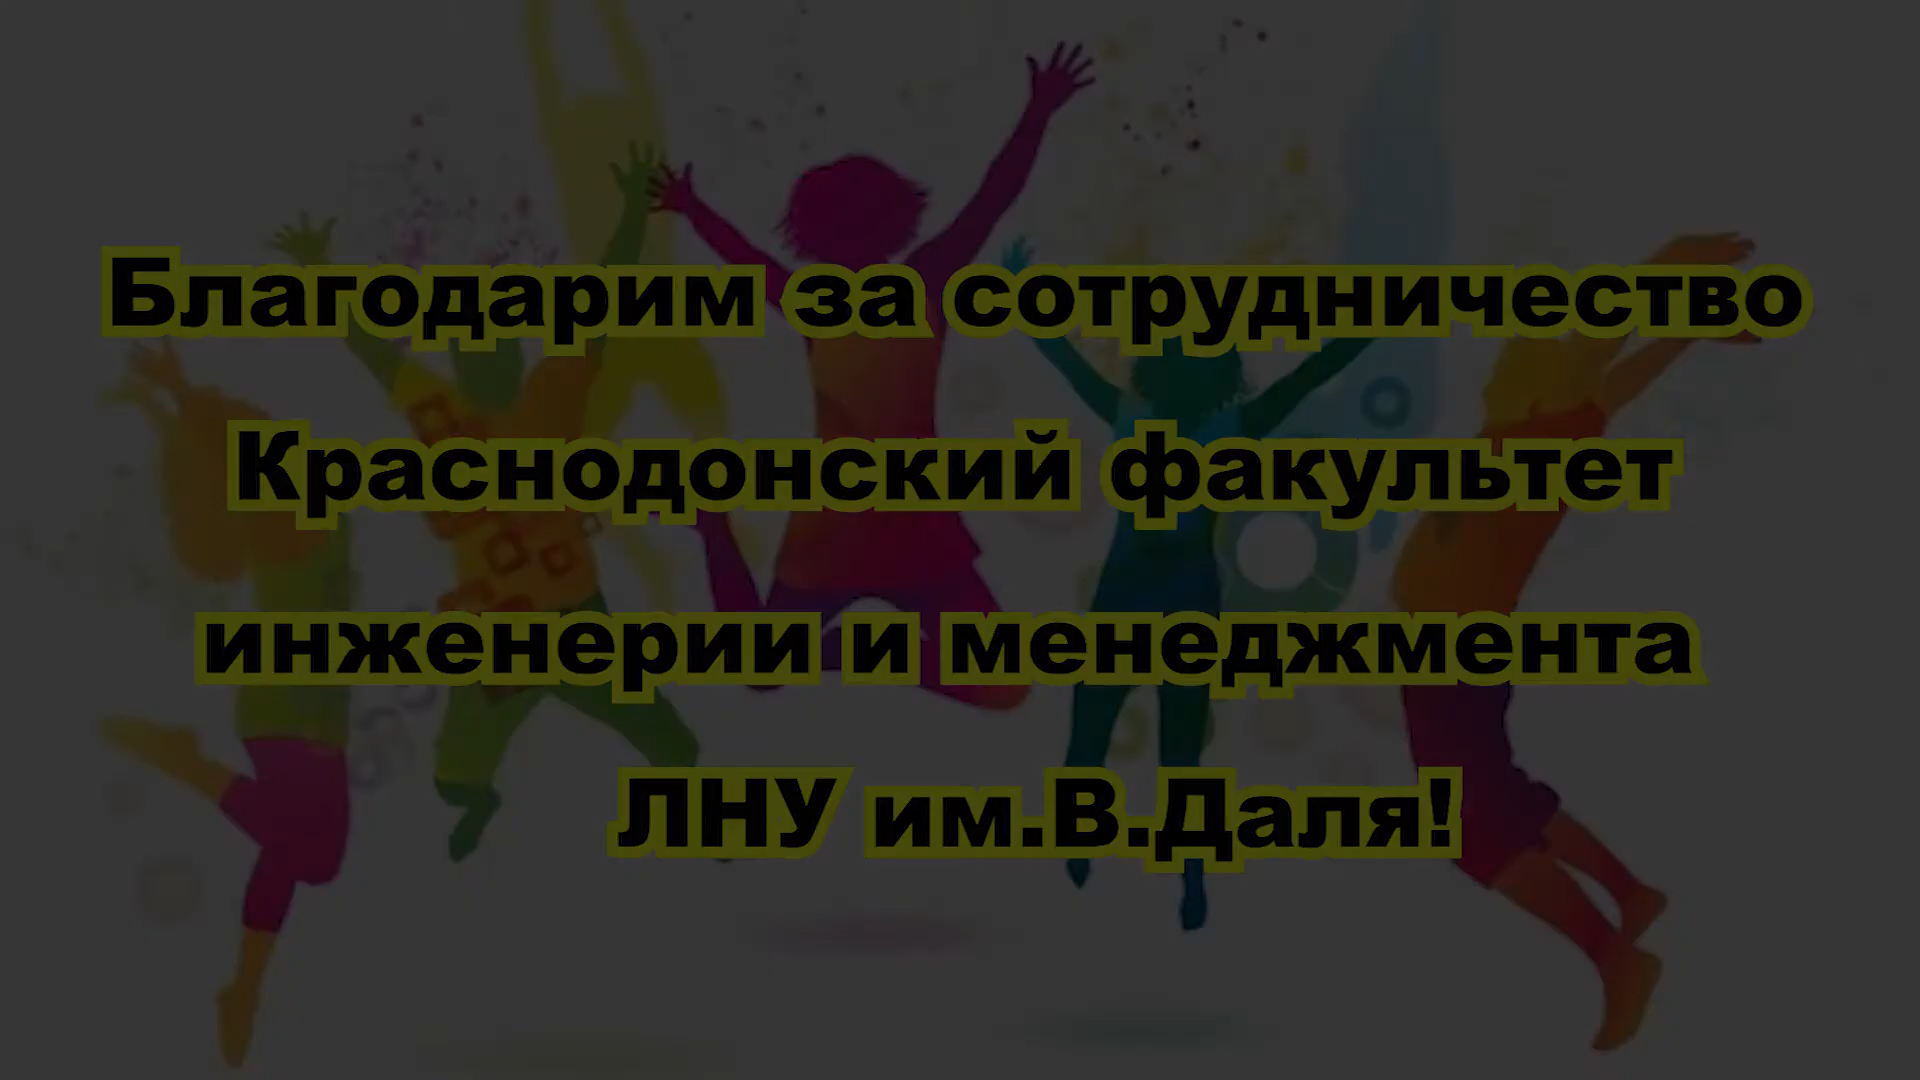 Благодарим за сотрудничество
Краснодонский факультет
инженерии и менеджмента
ЛНУ им.В.Даля!